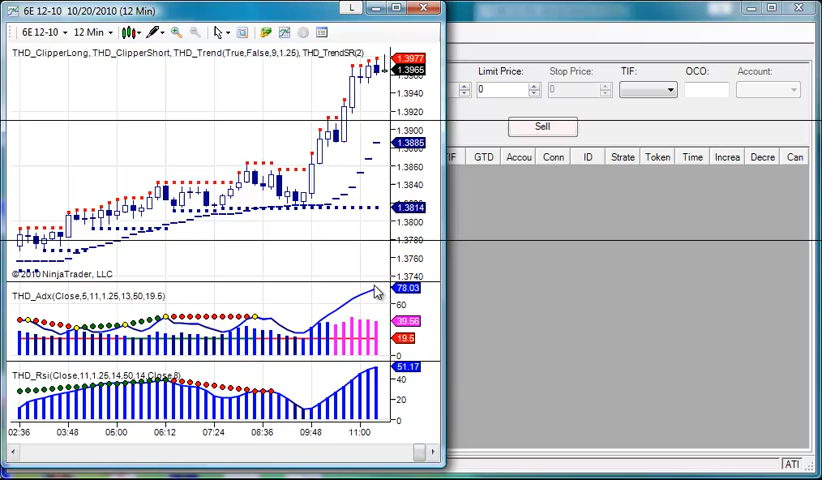 6E 12-10 10/20/2010 (12 Min)
L
6E 12-10 12 Min
THD_ClipperLong, THD_ClipperShort, THD_Trend(True,False,9,1.25), THD_TrendSR(2)
1.3977
1.3965
1.3940
1.3920
1.3900
1.3885
1.3860
1.3840
1.3814
1.3780
1.3760
1.3740
© 2010 NinjaTrader, LLC
THD_Adx(Close,5,11,1.25,13,50,19.5)
78.03
60
39.56
19.5
0
THD_Rsi(Close,11,1.25,14,50,14,Close,8)
51.17
40
20
0
02:36 03:48 05:00 06:12 07:24 08:36 09:48 11:00
Limit Price: Stop Price: TIF: OCO: Account:
0 0
Sell
TIF GTD Accou Conn ID Strate Token Time Increa Decre Can
ATI